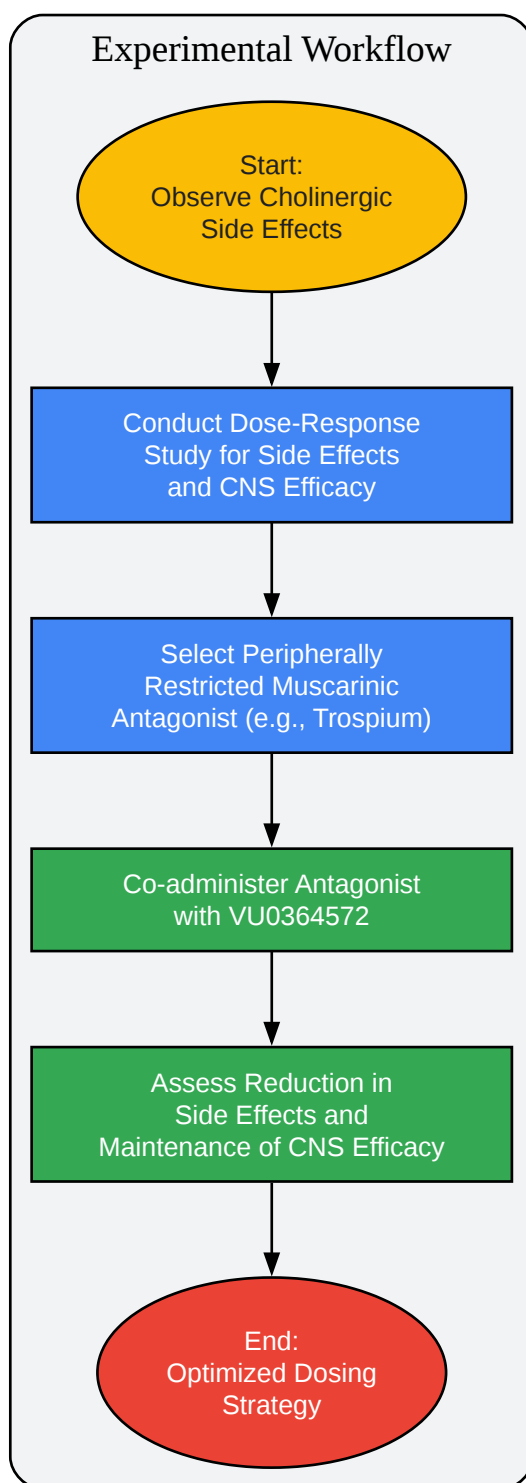 Experimental Workflow
Start:
Observe Cholinergic
Side Effects
Conduct Dose-Response
Study for Side Effects
and CNS Efficacy
Select Peripherally
Restricted Muscarinic
Antagonist (e.g., Trospium)
Co-administer Antagonist
with VU0364572
Assess Reduction in
Side Effects and
Maintenance of CNS Efficacy
End:
Optimized Dosing
Strategy